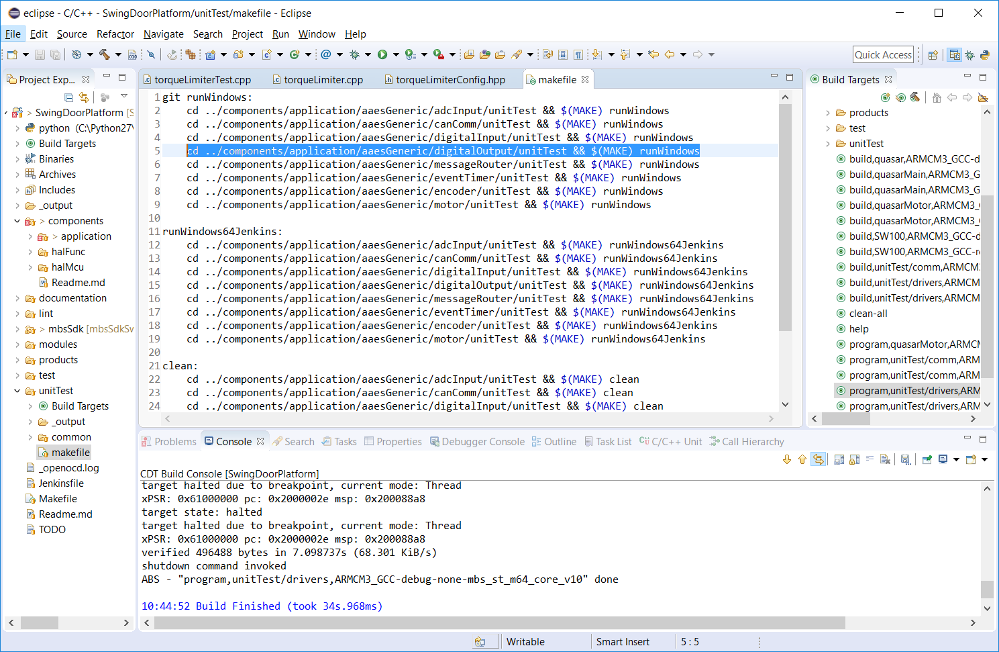 eclipse - C/C++ - SwingDoorPlatform/unitTest/makefile - Eclipse
File Edit Source Refactor Navigate Search Project Run Window Help
Quick Access
Project Exp...
SwingDoorPlatform [S
python (C:\Python27\
Build Targets
Binaries
Archives
Includes
_output
> components
> application
halFunc
halMcu
Readme.md
documentation
lint
> mbsSdk [mbsSdkSw
modules
products
test
unitTest
Build Targets
_output
common
makefile
_openocd.log
Jenkinsfile
Makefile
Readme.md
TODO
torqueLimiterTest.cpp torqueLimiter.cpp torqueLimiterConfig.hpp makefile
1 git runWindows:
2 cd ../components/application/aaesGeneric/adcInput/unitTest && $(MAKE) runWindows
3 cd ../components/application/aaesGeneric/canComm/unitTest && $(MAKE) runWindows
4 cd ../components/application/aaesGeneric/digitalInput/unitTest && $(MAKE) runWindows
5 cd ../components/application/aaesGeneric/digitalOutput/unitTest && $(MAKE) runWindows
6 cd ../components/application/aaesGeneric/messageRouter/unitTest && $(MAKE) runWindows
7 cd ../components/application/aaesGeneric/eventTimer/unitTest && $(MAKE) runWindows
8 cd ../components/application/aaesGeneric/encoder/unitTest && $(MAKE) runWindows
9 cd ../components/application/aaesGeneric/motor/unitTest && $(MAKE) runWindows
10
11 runWindows64Jenkins:
12 cd ../components/application/aaesGeneric/adcInput/unitTest && $(MAKE) runWindows64Jenkins
13 cd ../components/application/aaesGeneric/canComm/unitTest && $(MAKE) runWindows64Jenkins
14 cd ../components/application/aaesGeneric/digitalInput/unitTest && $(MAKE) runWindows64Jenkins
15 cd ../components/application/aaesGeneric/digitalOutput/unitTest && $(MAKE) runWindows64Jenkins
16 cd ../components/application/aaesGeneric/messageRouter/unitTest && $(MAKE) runWindows64Jenkins
17 cd ../components/application/aaesGeneric/eventTimer/unitTest && $(MAKE) runWindows64Jenkins
18 cd ../components/application/aaesGeneric/encoder/unitTest && $(MAKE) runWindows64Jenkins
19 cd ../components/application/aaesGeneric/motor/unitTest && $(MAKE) runWindows64Jenkins
20
21 clean:
22 cd ../components/application/aaesGeneric/adcInput/unitTest && $(MAKE) clean
23 cd ../components/application/aaesGeneric/canComm/unitTest && $(MAKE) clean
24 cd ../components/application/aaesGeneric/digitalInput/unitTest && $(MAKE) clean
Build Targets
products
test
unitTest
build,quasar,ARMCM3_GCC-d
build,quasarMain,ARMCM3_G
build,quasarMain,ARMCM3_G
build,quasarMotor,ARMCM3_
build,quasarMotor,ARMCM3_
build,SW100,ARMCM3_GCC-d
build,SW100,ARMCM3_GCC-r
build,unitTest/comm,ARMCM
build,unitTest/drivers,ARMCM
build,unitTest/drivers,ARMCM
clean-all
help
program,quasarMotor,ARMCM
program,unitTest/comm,ARM
program,unitTest/comm,ARM
program,unitTest/drivers,ARM
program,unitTest/drivers,ARM
Problems Console Search Tasks Properties Debugger Console Outline Task List C/C++ Unit Call Hierarchy
CDT Build Console [SwingDoorPlatform]
target halted due to breakpoint, current mode: Thread
xPSR: 0x61000000 pc: 0x2000002e msp: 0x200088a8
target state: halted
target halted due to breakpoint, current mode: Thread
xPSR: 0x61000000 pc: 0x2000002e msp: 0x200088a8
verified 496488 bytes in 7.098737s (68.301 KiB/s)
shutdown command invoked
ABS - "program,unitTest/drivers,ARMCM3_GCC-debug-none-mbs_st_m64_core_v10" done
10:44:52 Build Finished (took 34s.968ms)
Writable Smart Insert 5 : 5